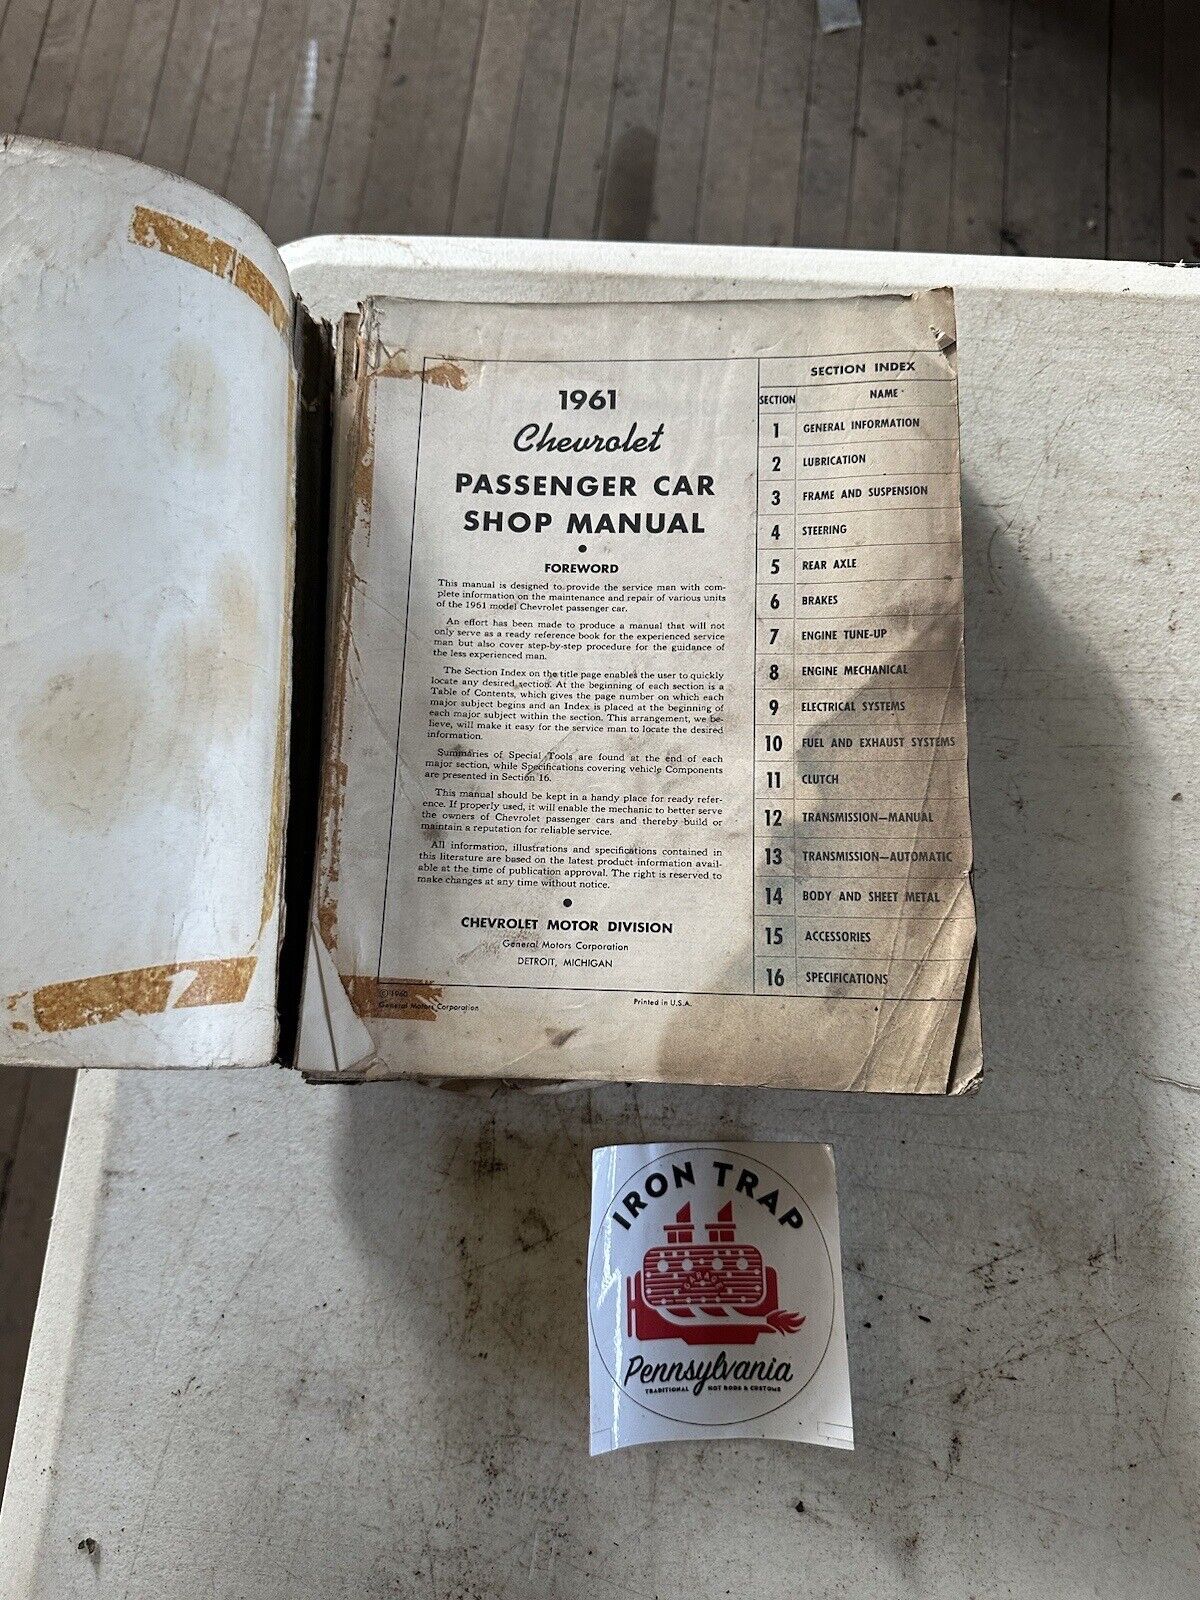 1961
Chevrolet
PASSENGER CAR
SHOP MANUAL
FOREWORD
This manual is designed to provide the service man with com-
plete information on the maintenance and repair of various units
of the 1961 model Chevrolet passenger car.
An effort has been made to produce a manual that will not
only serve as a ready reference book for the experienced service
man but also cover step-by-step procedure for the guidance of
the less experienced man.
The Section Index on the title page enables the user to quickly
locate any desired section. At the beginning of each section is a
Table of Contents, which gives the page number on which each
major subject begins and an Index is placed at the beginning of
each major subject within the section. This arrangement, we be-
lieve, will make it easy for the service man to locate the desired
information.
Summaries of Special Tools are found at the end of each
major section, while Specifications covering vehicle Components
are presented in Section 16.
This manual should be kept in a handy place for ready refer-
ence. If properly used, it will enable the mechanic to better serve
the owners of Chevrolet passenger cars and thereby build or
maintain a reputation for reliable service.
All information, illustrations and specifications contained in
this literature are based on the latest product information avail-
able at the time of publication approval. The right is reserved to
make changes at any time without notice.
CHEVROLET MOTOR DIVISION
General Motors Corporation
DETROIT, MICHIGAN
© 1960
General Motors Corporation
Printed in U.S.A.
SECTION INDEX
SECTION NAME
1 GENERAL INFORMATION
2 LUBRICATION
3 FRAME AND SUSPENSION
4 STEERING
5 REAR AXLE
6 BRAKES
7 ENGINE TUNE-UP
8 ENGINE MECHANICAL
9 ELECTRICAL SYSTEMS
10 FUEL AND EXHAUST SYSTEMS
11 CLUTCH
12 TRANSMISSION—MANUAL
13 TRANSMISSION—AUTOMATIC
14 BODY AND SHEET METAL
15 ACCESSORIES
16 SPECIFICATIONS
IRON TRAP
GARAGE
Pennsylvania
TRADITIONAL HOT RODS & CUSTOMS